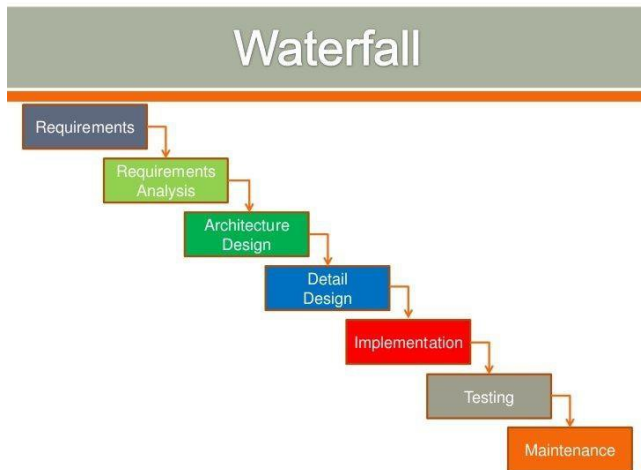 Waterfall
Requirements
Requirements
Analysis
Architecture
Design
Detail
Design
Implementation
Testing
Maintenance